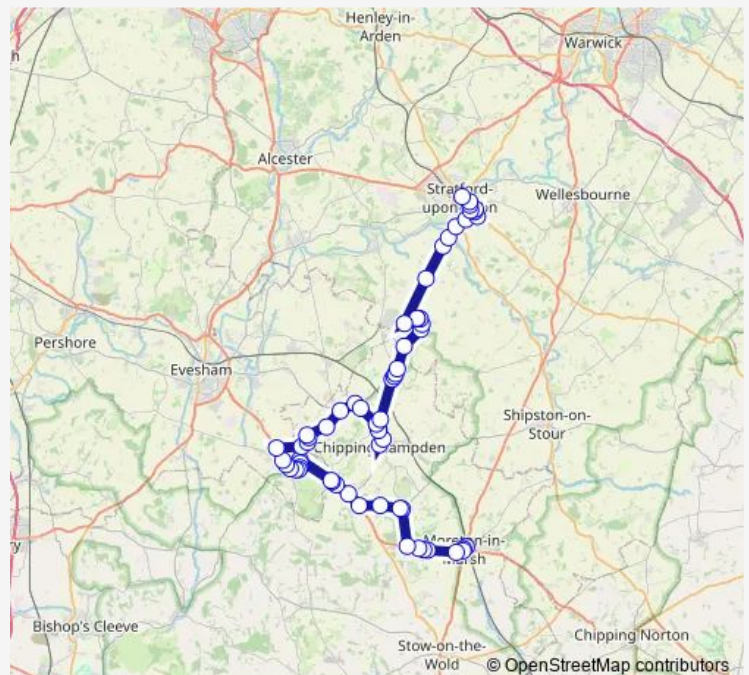 Henley-in-
Arden
Warwick
h
Alcester
Stratford-
upon-Avon
Wellesbourne
Pershore
Evesham
Shipston-on-
Stour
Chipping Campden
y
Moreton-in-
Marsh
Bishop's Cleeve
Stow-on-the-
Wold
Chipping Norton
© OpenStreetMap contributors